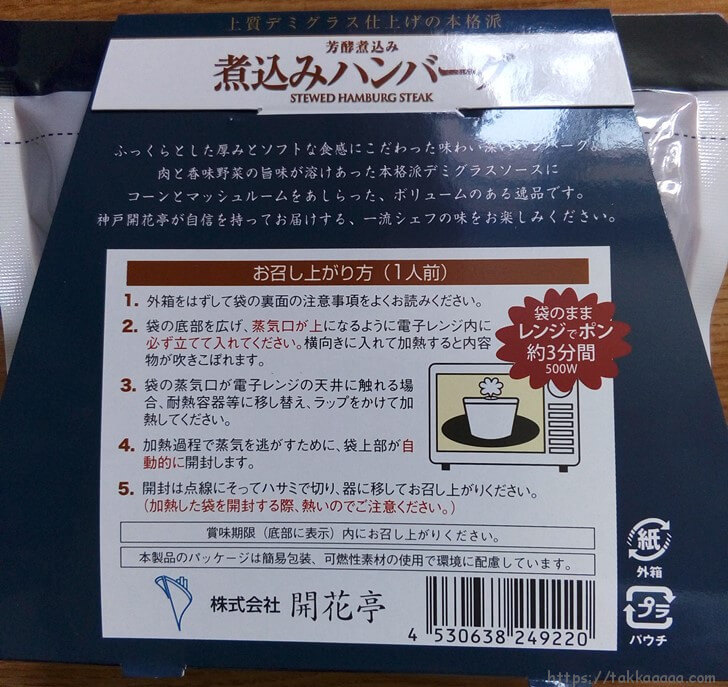 上質デミグラス仕上げの本格派
芳酵煮込み
煮込みハンバーグ
STEWED HAMBURG STEAK
ふっくらとした厚みとソフトな食感にこだわった味わい深いハンバーグに
肉と香味野菜の旨味が溶けあった本格派デミグラスソースに
コーンとマッシュルームをあしらった、ボリュームのある逸品です。
神戸開花亭が自信を持ってお届けする、一流シェフの味をお楽しみください。
お召し上がり方(1人前)
1. 外箱をはずして袋の裏面の注意事項をよくお読みください。
2. 袋の底部を広げ、蒸気口が上になるように電子レンジ内に
必ず立てて入れてください。横向きに入れて加熱すると内容
物が吹きこぼれます。
3. 袋の蒸気口が電子レンジの天井に触れる場
合、耐熱容器等に移し替え、ラップをかけて加
熱してください。
4. 加熱過程で蒸気を逃がすために、袋上部が自
動的に開封します。
5. 開封は点線にそってハサミで切り、器に移してお召し上がりください。
(加熱した袋を開封する際、熱いのでご注意ください。)
袋のまま
レンジでポン
約3分間
500W
賞味期限(底部に表示)内にお召し上がりください。
本製品のパッケージは簡易包装、可燃性素材の使用で環境に配慮しています。
株式会社 開花亭
4 530638 249220
紙
外箱
プラ
パウチ
https://takkaaaaa.com